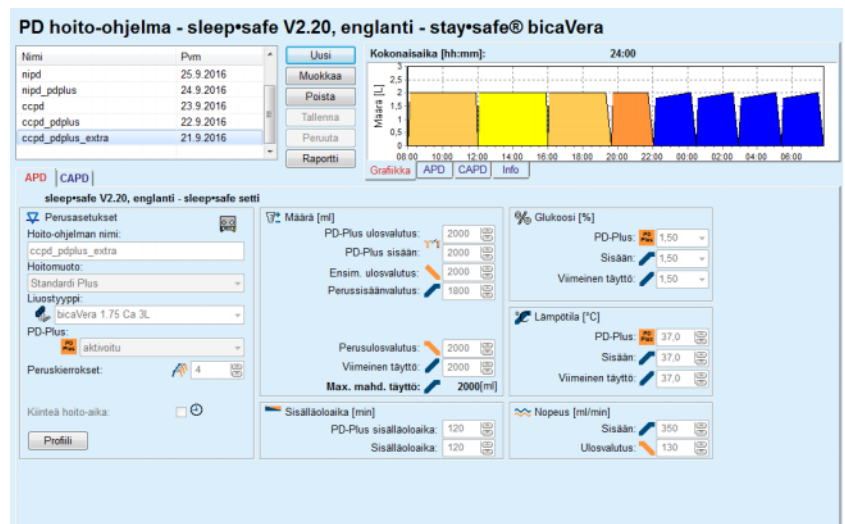 PD hoito-ohjelma - sleep•safe V2.20, englanti - stay•safe® bicaVera
Nimi Pvm
nipd 25.9.2016
nipd_pdplus 24.9.2016
ccpd 23.9.2016
ccpd_pdplus 22.9.2016
ccpd_pdplus_extra 21.9.2016
Uusi
Muokkaa
Poista
Tallenna
Peruuta
Raportti
Kokonaisaika [hh:mm]: 24:00
Määrä [L]
3
2,5
2
1,5
1
0,5
0
08:00 10:00 12:00 14:00 16:00 18:00 20:00 22:00 00:00 02:00 04:00 06:00
Grafiikka APD CAPD Info
APD CAPD
sleep•safe V2.20, englanti - sleep•safe setti
Perusasetukset
Hoito-ohjelman nimi:
ccpd_pdplus_extra
Hoitomuoto:
Standardi Plus
Liuostyyppi:
bicaVera 1.75 Ca 3L
PD-Plus:
PD Plus aktivoitu
Peruskierrokset: 4
Kiinteä hoito-aika:
Profiili
Määrä [ml]
PD-Plus ulosvalutus: 2000
PD-Plus sisään: 2000
Ensim. ulosvalutus: 2000
Perussisäänvalutus: 1800
Perusulosvalutus: 2000
Viimeinen täyttö: 2000
Max. mahd. täyttö: 2000[ml]
Sisälläoloaika [min]
PD-Plus sisälläoloaika: 120
Sisälläoloaika: 120
Glukoosi [%]
PD-Plus: PD Plus 1,50
Sisään: 1,50
Viimeinen täyttö: 1,50
Lämpötila [°C]
PD-Plus: PD Plus 37,0
Sisään: 37,0
Viimeinen täyttö: 37,0
Nopeus [ml/min]
Sisään: 350
Ulosvalutus: 130